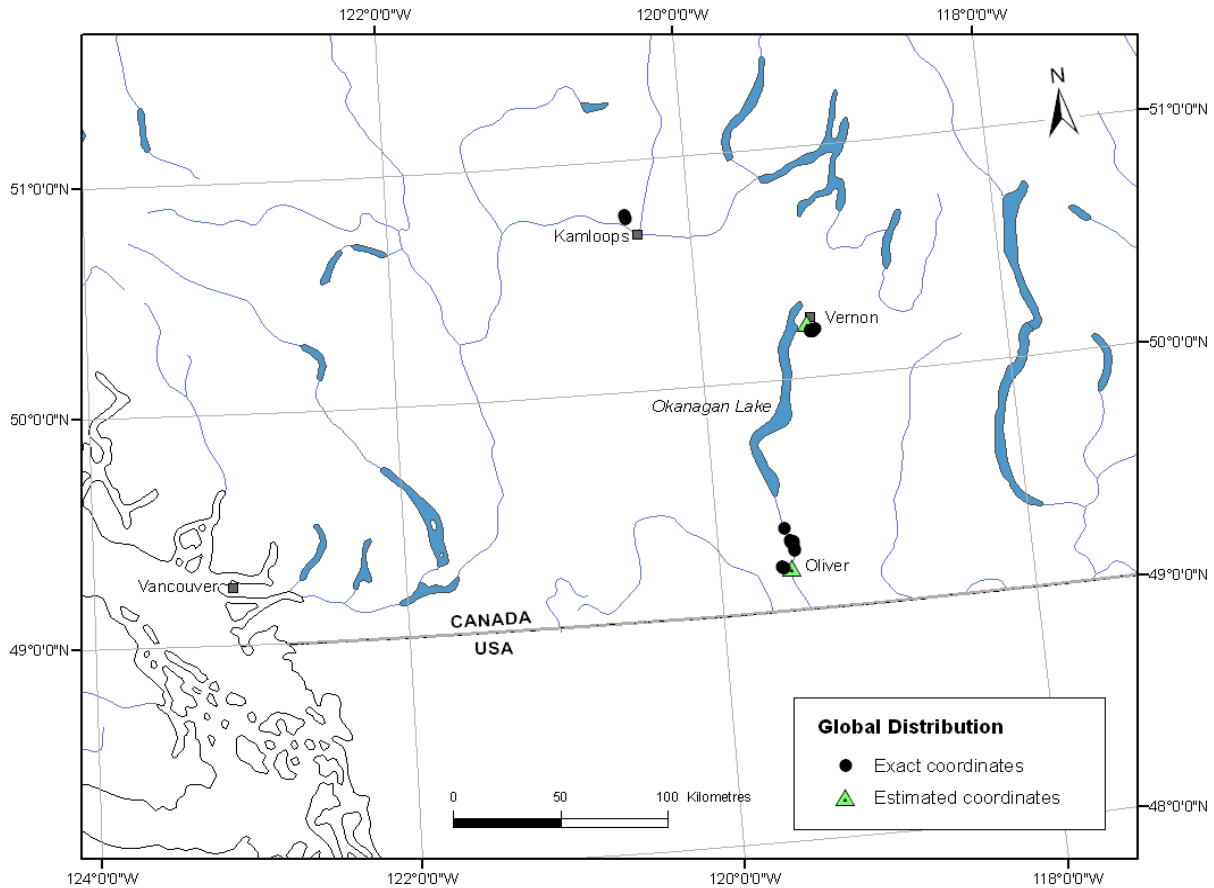 122°0'0"W 120°0'0"W 118°0'0"W
N
51°0'0"N
51°0'0"N
Kamloops
Vernon
50°0'0"N
Okanagan Lake
50°0'0"N
Oliver
49°0'0"N
Vancouver
CANADA
USA
49°0'0"N
Global Distribution
Exact coordinates
Estimated coordinates
0 50 100 Kilometres
48°0'0"N
124°0'0"W 122°0'0"W 120°0'0"W 118°0'0"W